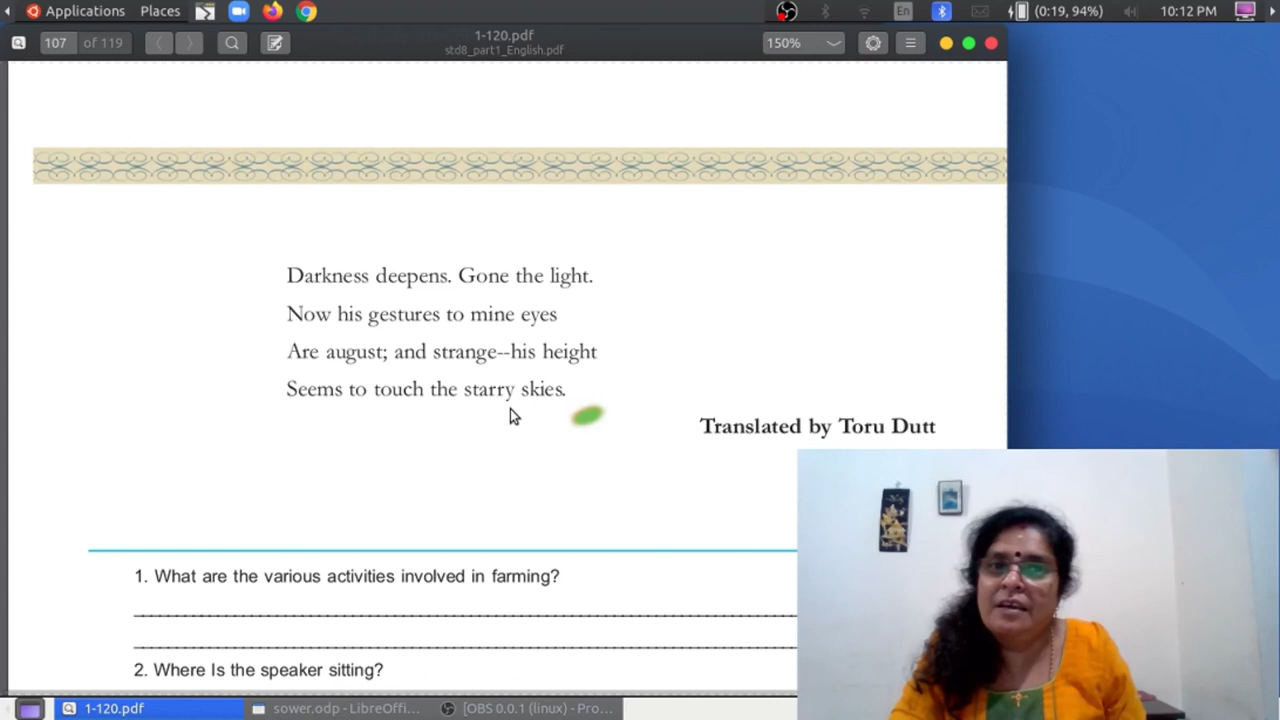 Applications Places En (0:19, 94%) 10:12 PM
107 of 119 1-120.pdf 150%
std8_part1_English.pdf
Darkness deepens. Gone the light.
Now his gestures to mine eyes
Are august; and strange--his height
Seems to touch the starry skies.
Translated by Toru Dutt
1. What are the various activities involved in farming?
2. Where Is the speaker sitting?
1-120.pdf sower.odp - LibreOffi... [OBS 0.0.1 (linux) - Pro...